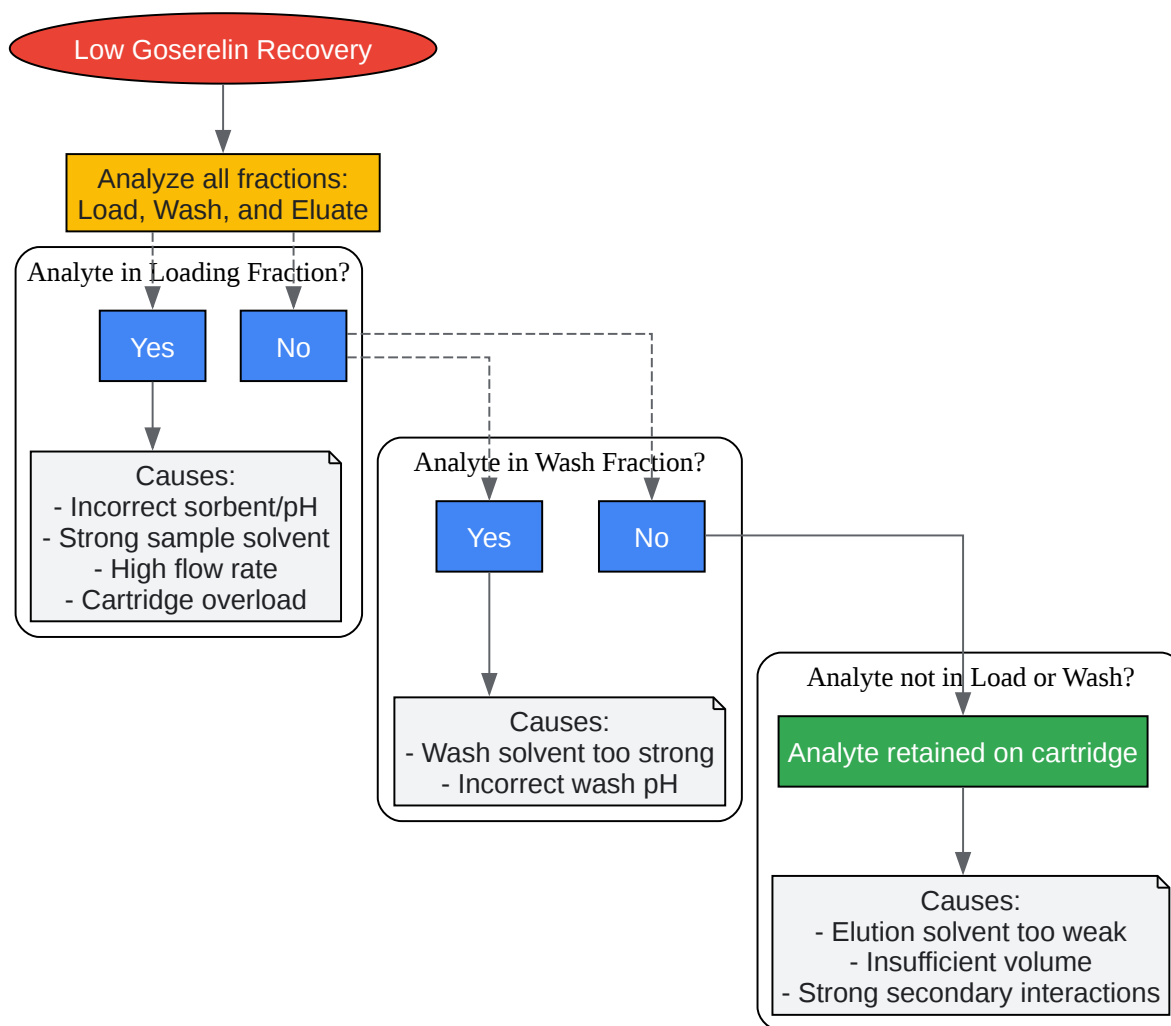 Low Goserelin Recovery
Analyze all fractions:
Load, Wash, and Eluate
Analyte in Loading Fraction?
Yes
No
Causes:
- Incorrect sorbent/pH
- Strong sample solvent
- High flow rate
- Cartridge overload
Analyte in Wash Fraction?
Yes
No
Causes:
- Wash solvent too strong
- Incorrect wash pH
Analyte not in Load or Wash?
Analyte retained on cartridge
Causes:
- Elution solvent too weak
- Insufficient volume
- Strong secondary interactions